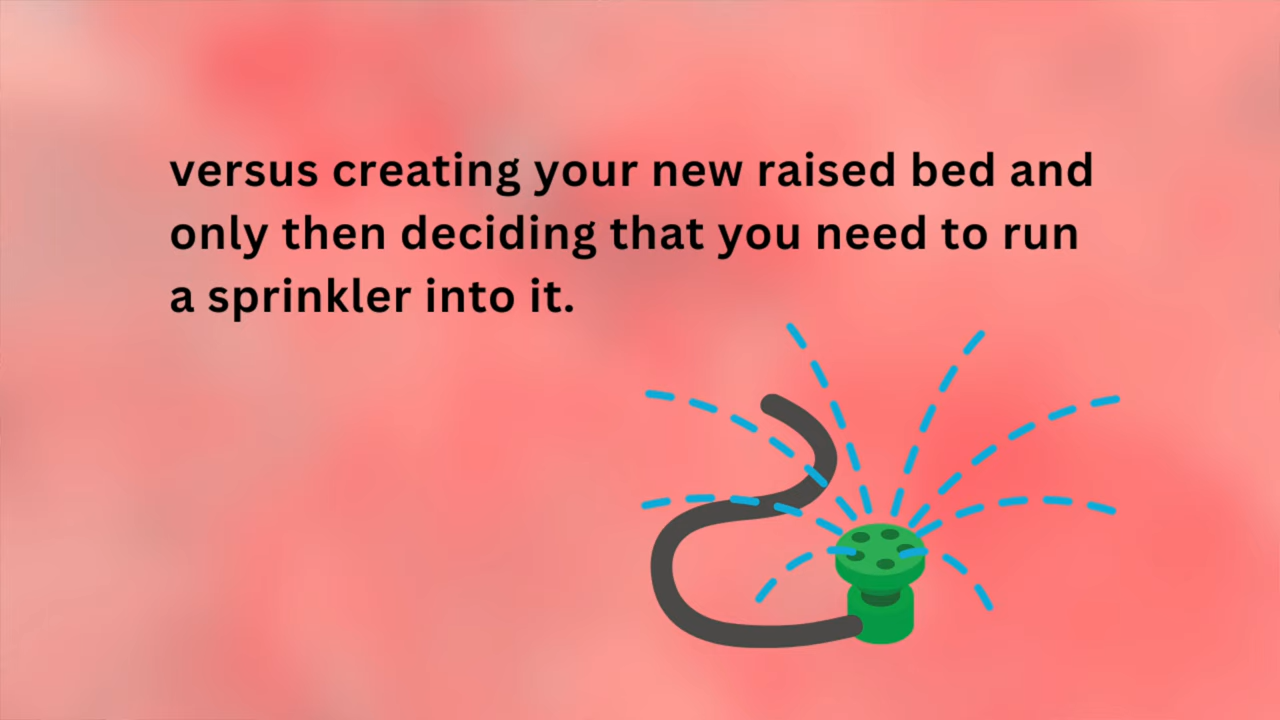 versus creating your new raised bed and
only then deciding that you need to run
a sprinkler into it.